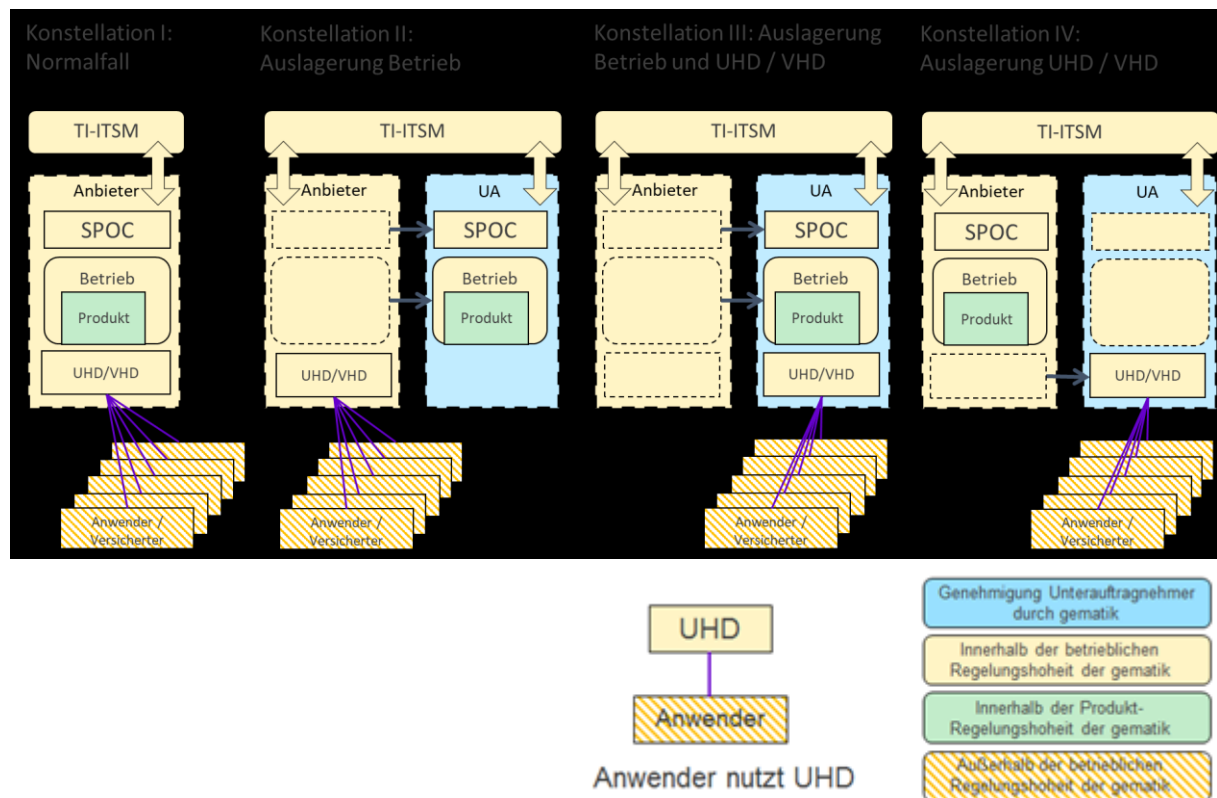 Konstellation I:
Normalfall
Konstellation II:
Auslagerung Betrieb
Konstellation III: Auslagerung
Betrieb und UHD / VHD
Konstellation IV:
Auslagerung UHD / VHD
TI-ITSM
TI-ITSM
TI-ITSM
TI-ITSM
Anbieter
Anbieter
UA
Anbieter
UA
Anbieter
UA
SPOC
SPOC
SPOC
SPOC
Betrieb
Betrieb
Betrieb
Betrieb
Produkt
Produkt
Produkt
Produkt
UHD/VHD
UHD/VHD
UHD/VHD
UHD/VHD
Anwender /
Versicherter
Anwender /
Versicherter
Anwender /
Versicherter
Anwender /
Versicherter
UHD
Anwender
Anwender nutzt UHD
Genehmigung Unterauftragnehmer
durch gematik
Innerhalb der betrieblichen
Regelungshoheit der gematik
Innerhalb der Produkt-
Regelungshoheit der gematik
Außerhalb der betrieblichen
Regelungshoheit der gematik